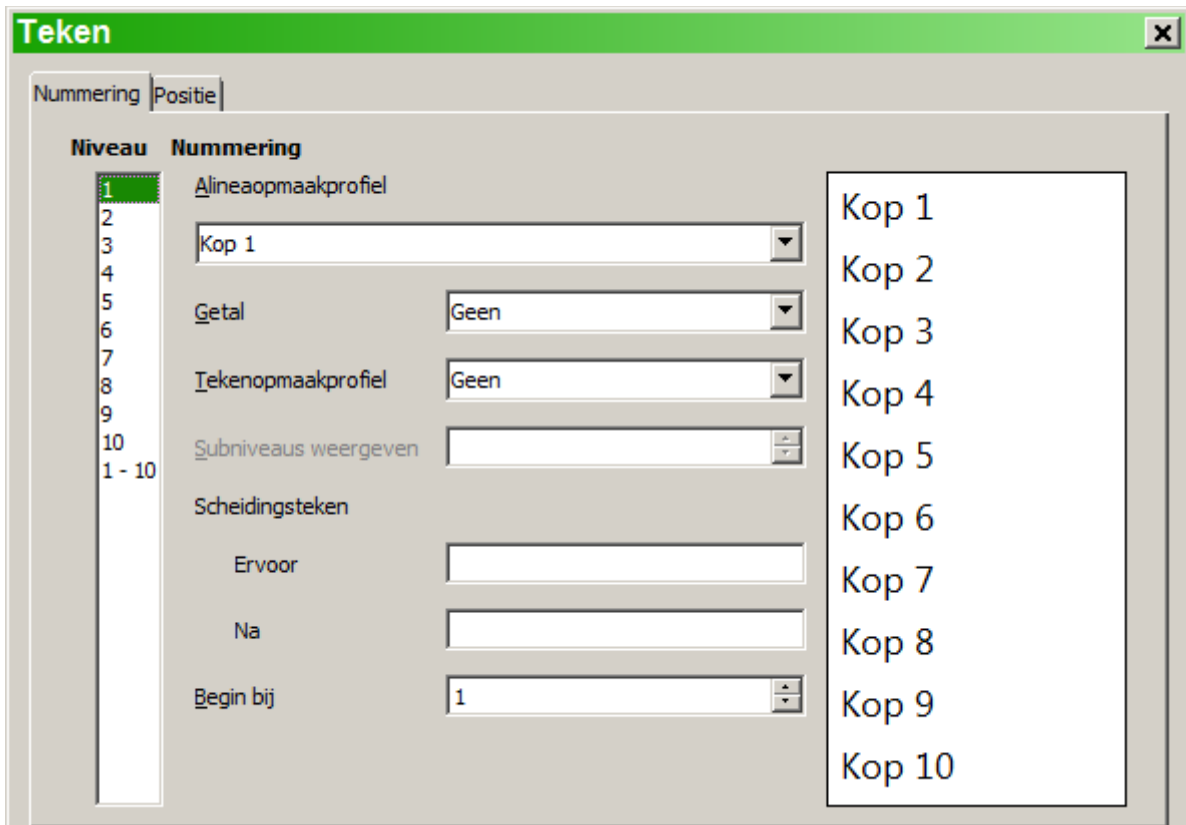 Teken
Nummering Positie
Niveau Nummering
1
2
3
4
5
6
7
8
9
10
1 - 10
Alineaopmaakprofiel
Kop 1
Getal Geen
Tekenopmaakprofiel Geen
Subniveaus weergeven
Scheidingsteken
Ervoor
Na
Begin bij 1
Kop 1
Kop 2
Kop 3
Kop 4
Kop 5
Kop 6
Kop 7
Kop 8
Kop 9
Kop 10